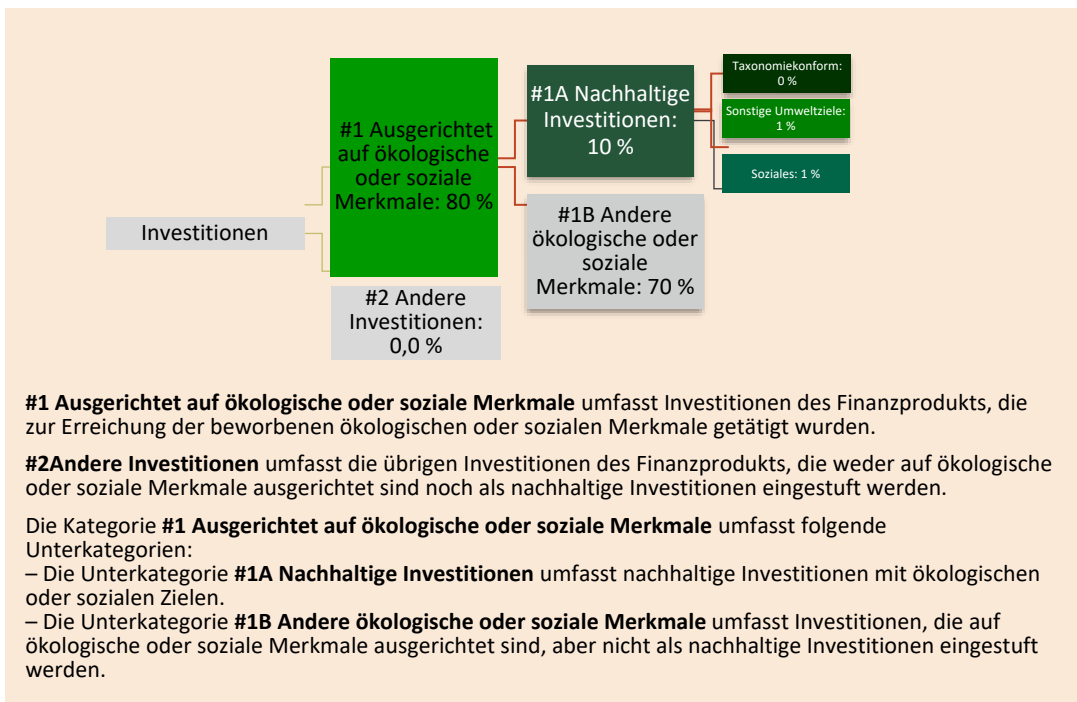 Investitionen
#1 Ausgerichtet
auf ökologische
oder soziale
Merkmale: 80 %
#2 Andere
Investitionen:
0,0 %
#1A Nachhaltige
Investitionen:
10 %
#1B Andere
ökologische oder
soziale
Merkmale: 70 %
Taxonomiekonform:
0 %
Sonstige Umweltziele:
1 %
Soziales: 1 %
#1 Ausgerichtet auf ökologische oder soziale Merkmale umfasst Investitionen des Finanzprodukts, die
zur Erreichung der beworbenen ökologischen oder sozialen Merkmale getätigt wurden.
#2Andere Investitionen umfasst die übrigen Investitionen des Finanzprodukts, die weder auf ökologische
oder soziale Merkmale ausgerichtet sind noch als nachhaltige Investitionen eingestuft werden.
Die Kategorie #1 Ausgerichtet auf ökologische oder soziale Merkmale umfasst folgende
Unterkategorien:
– Die Unterkategorie #1A Nachhaltige Investitionen umfasst nachhaltige Investitionen mit ökologischen
oder sozialen Zielen.
– Die Unterkategorie #1B Andere ökologische oder soziale Merkmale umfasst Investitionen, die auf
ökologische oder soziale Merkmale ausgerichtet sind, aber nicht als nachhaltige Investitionen eingestuft
werden.